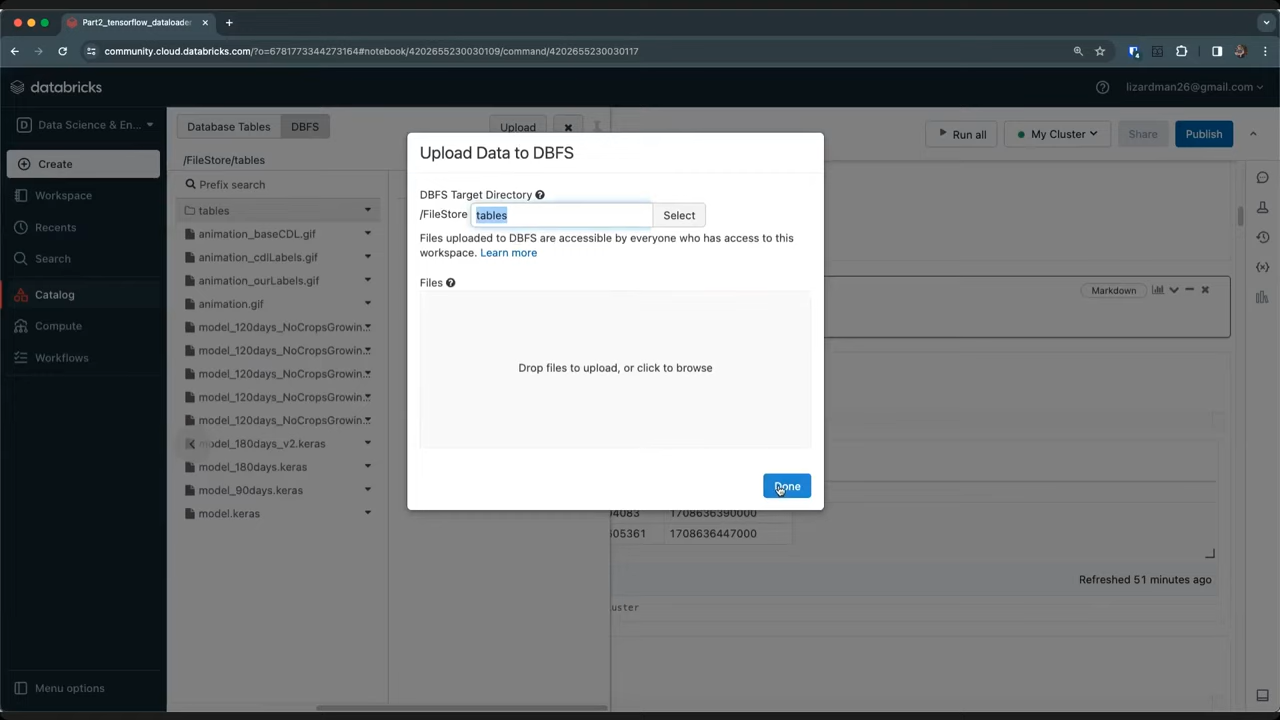 Part2_tensorflow_dataloader
community.cloud.databricks.com/?o=6781773344273164#notebook/4202655230030109/command/4202655230030117
databricks
lizardman26@gmail.com
Data Science & En...
Create
Workspace
Recents
Search
Catalog
Compute
Workflows
Menu options
Database Tables
DBFS
Upload
/FileStore/tables
Prefix search
tables
animation_baseCDL.gif
animation_cdlLabels.gif
animation_ourLabels.gif
animation.gif
model_120days_NoCropsGrowin...
model_120days_NoCropsGrowin...
model_120days_NoCropsGrowin...
model_120days_NoCropsGrowin...
model_120days_NoCropsGrowin...
model_180days_v2.keras
model_180days.keras
model_90days.keras
model.keras
Upload Data to DBFS
DBFS Target Directory
/FileStore
tables
Select
Files uploaded to DBFS are accessible by everyone who has access to this
workspace. Learn more
Files
Drop files to upload, or click to browse
Done
Run all
My Cluster
Share
Publish
Markdown
1708636390000
605361 1708636447000
Refreshed 51 minutes ago
uster